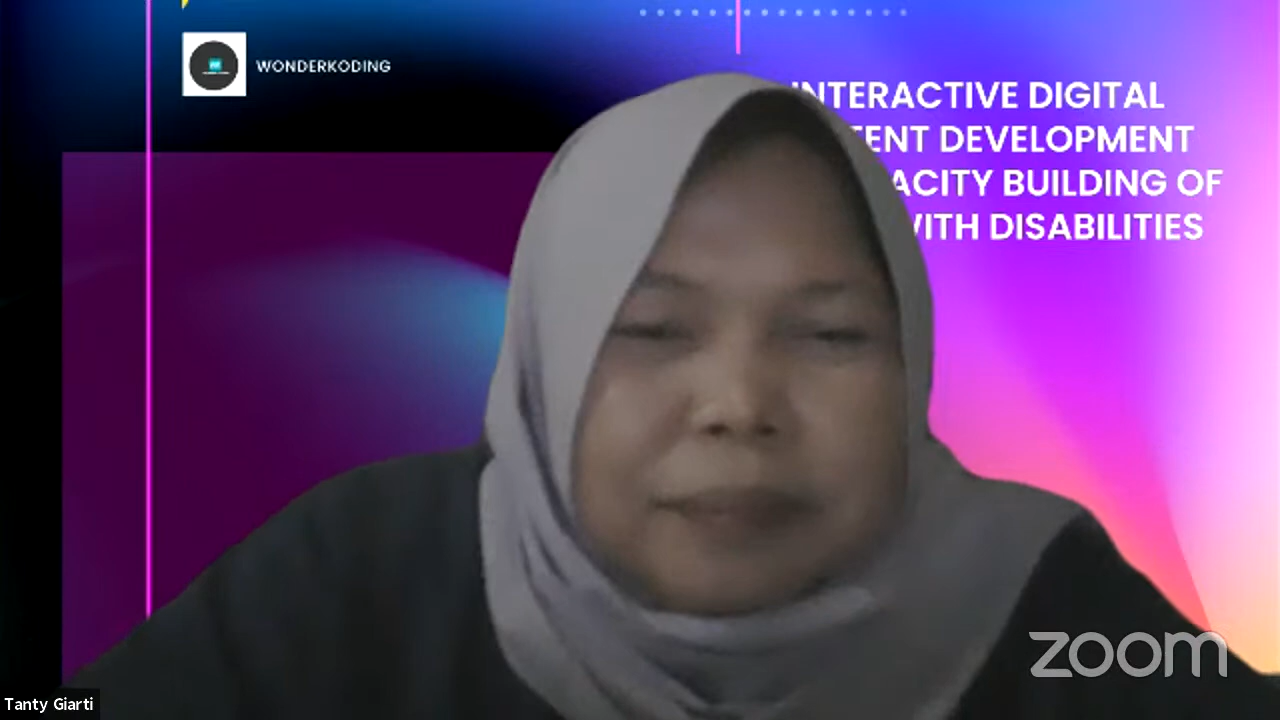 WONDERKODING
INTERACTIVE DIGITAL
TENT DEVELOPMENT
ACITY BUILDING OF
WITH DISABILITIES
zoom
Tanty Giarti